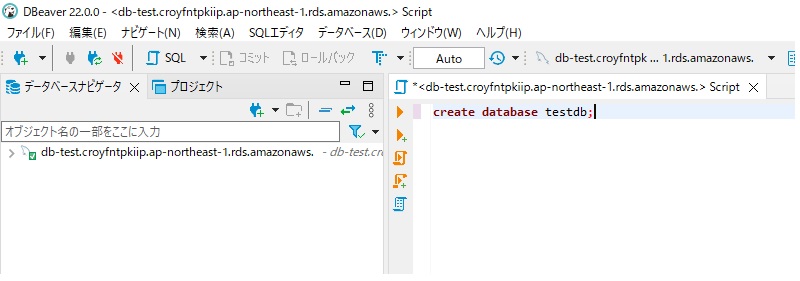 DBeaver 22.0.0 - <db-test.croyfntpkiip.ap-northeast-1.rds.amazonaws.> Script
ファイル(F) 編集(E) ナビゲート(N) 検索(A) SQLエディタ データベース(D) ウィンドウ(W) ヘルプ(H)
SQL コミット ロールバック Auto db-test.croyfntpk ... 1.rds.amazonaws.
データベースナビゲータ プロジェクト
*<db-test.croyfntpkiip.ap-northeast-1.rds.amazonaws.> Script
オブジェクト名の一部をここに入力
db-test.croyfntpkiip.ap-northeast-1.rds.amazonaws. - db-test.cro
create database testdb;